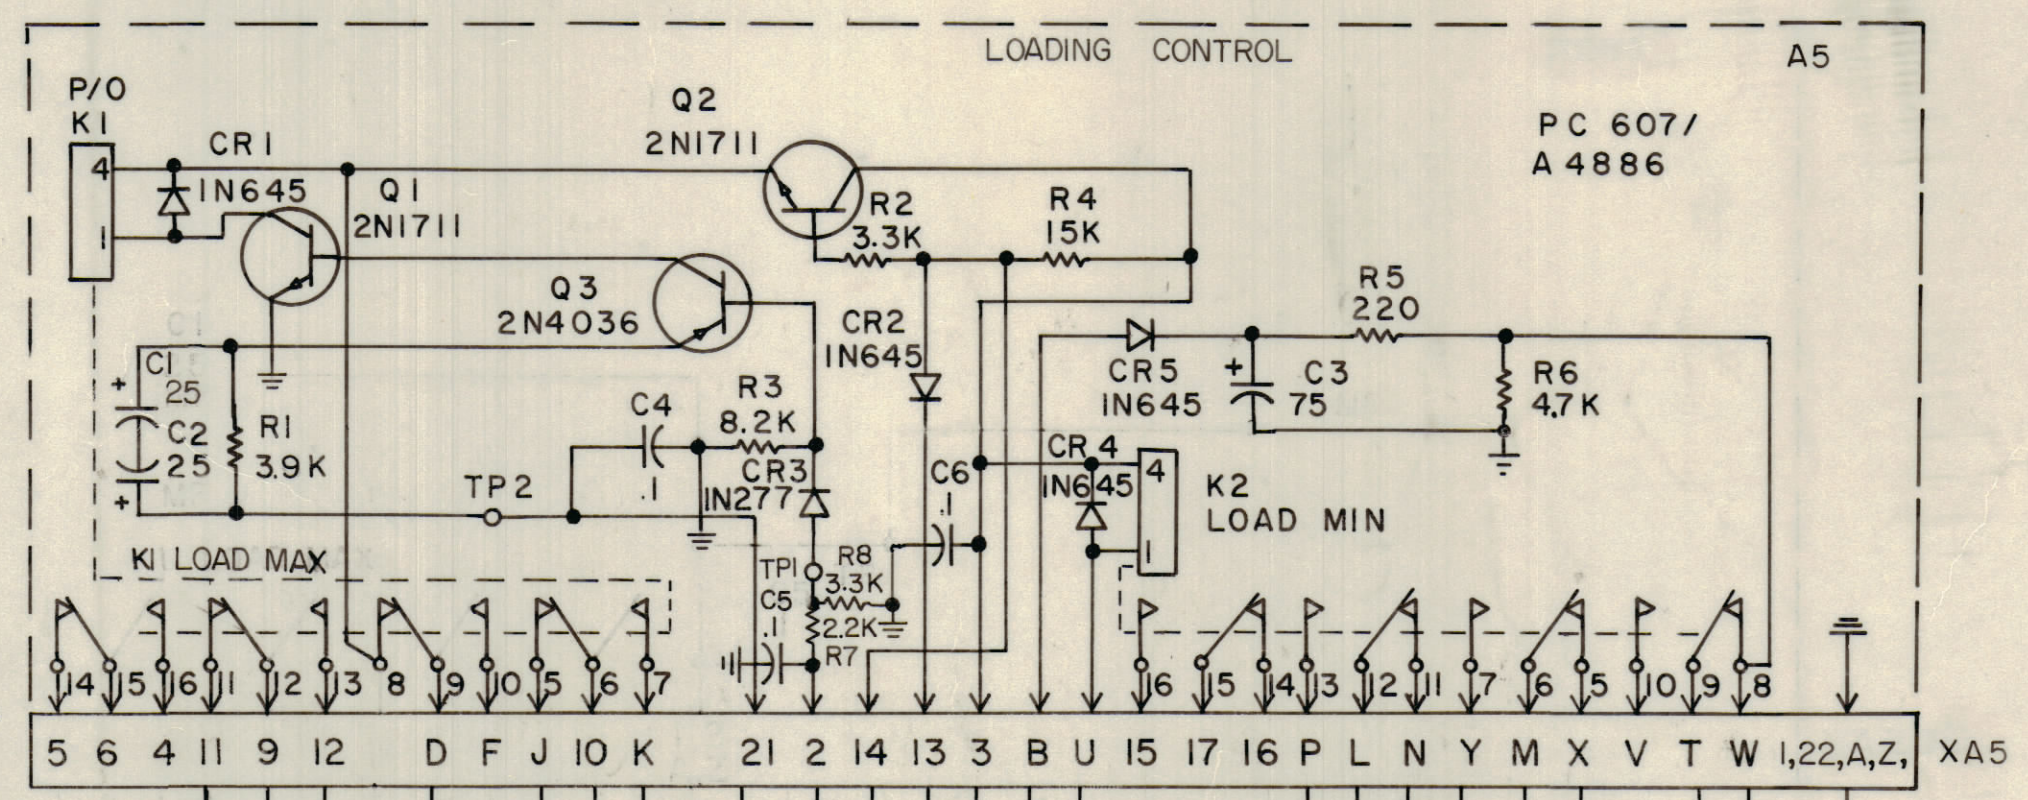 LOADING CONTROL
A5
P/O
K1
4
1
CR1
1N645
Q1
2N1711
Q2
2N1711
PC 607/
A4886
R2
3.3K
R4
15K
Q3
2N4036
CR2
1N645
R5
220
C1
+
25
C2
25
+
R1
3.9K
C4
.1
R3
8.2K
CR3
1N277
CR5
1N645
+
C3
75
R6
4.7K
TP2
C6
.1
CR4
1N645
4
1
K2
LOAD MIN
K1 LOAD MAX
TP1
R8
3.3K
C5
.1
2.2K
R7
14 15 16 11 12 13 8 9 10 5 6 7
16 15 14 13 12 11 7 6 5 10 9 8
5 6 4 11 9 12 D F J 10 K 21 2 14 13 3 B U 15 17 16 P L N Y M X V T W 1,22,A,Z,
XA5